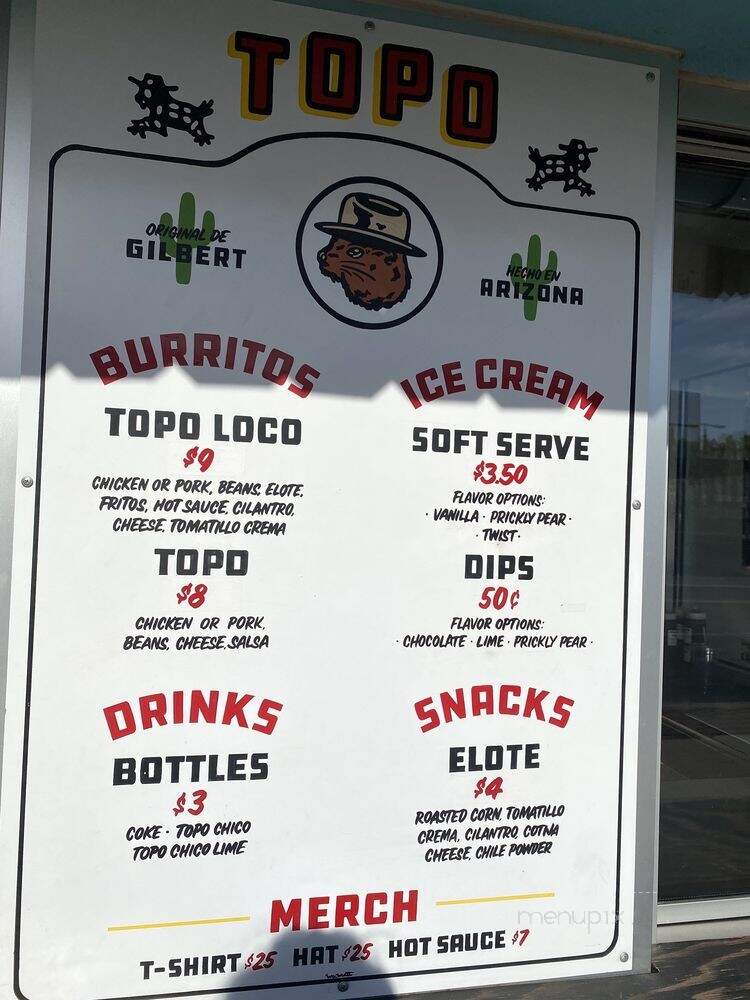 TOPO
ORIGINAL DE
GILBERT
HECHO EN
ARIZONA
BURRITOS
TOPO LOCO
$9
CHICKEN OR PORK, BEANS, ELOTE,
FRITOS, HOT SAUCE, CILANTRO,
CHEESE, TOMATILLO CREMA
TOPO
$8
CHICKEN OR PORK,
BEANS, CHEESE, SALSA
ICE CREAM
SOFT SERVE
$3.50
FLAVOR OPTIONS:
· VANILLA · PRICKLY PEAR ·
· TWIST ·
DIPS
50¢
FLAVOR OPTIONS:
· CHOCOLATE · LIME · PRICKLY PEAR ·
DRINKS
BOTTLES
$3
COKE · TOPO CHICO
TOPO CHICO LIME
SNACKS
ELOTE
$4
ROASTED CORN, TOMATILLO
CREMA, CILANTRO, COTIJA
CHEESE, CHILE POWDER
MERCH
T-SHIRT $25 HAT $25 HOT SAUCE $7
menupix